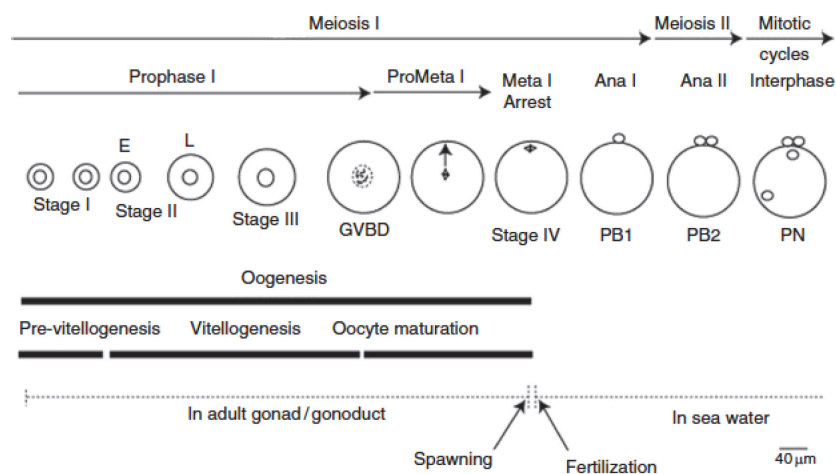 Meiosis I Meiosis II Mitotic
cycles
Prophase I ProMeta I Meta I Ana I Ana II Interphase
Arrest
E L
Stage I Stage II Stage III GVBD Stage IV PB1 PB2 PN
Oogenesis
Pre-vitellogenesis Vitellogenesis Oocyte maturation
In adult gonad/gonoduct In sea water
Spawning Fertilization 40 μm